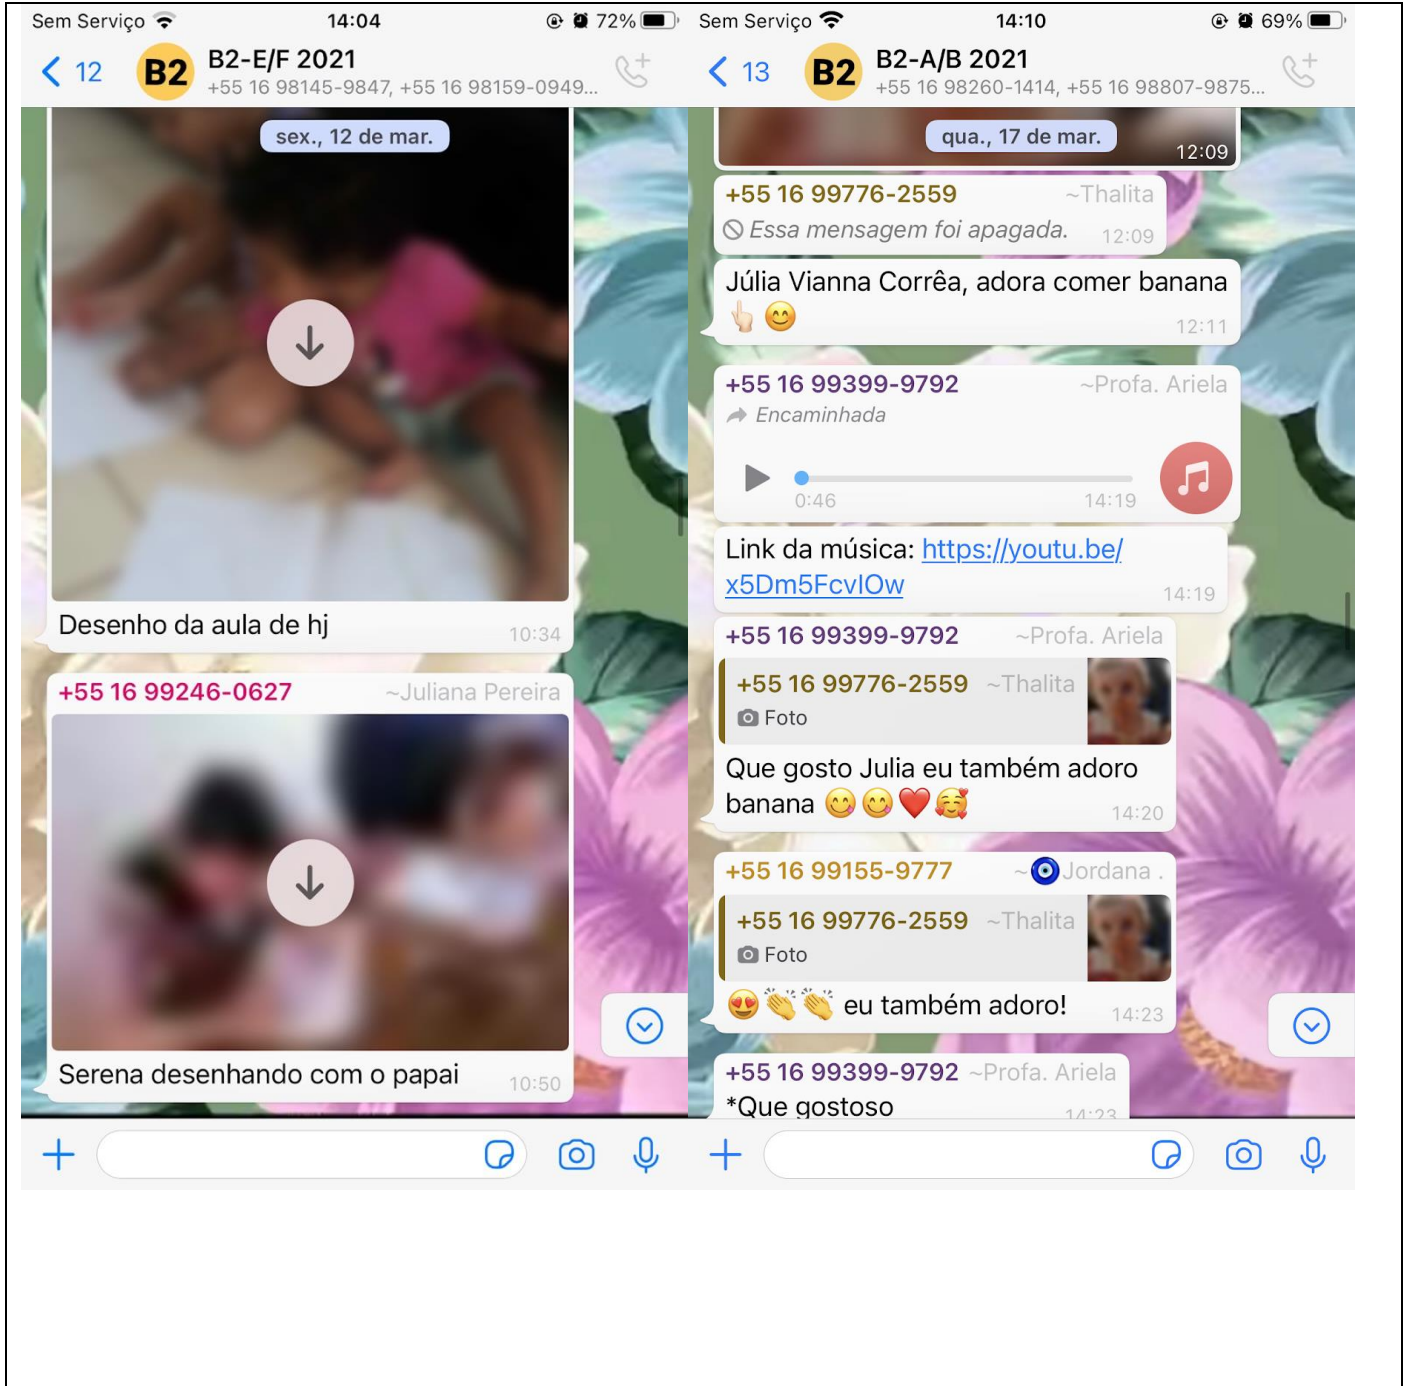 Sem Serviço 14:04 72%
12 B2 B2-E/F 2021
+55 16 98145-9847, +55 16 98159-0949...
sex., 12 de mar.
Desenho da aula de hj 10:34
+55 16 99246-0627 ~Juliana Pereira
Serena desenhando com o papai 10:50
Sem Serviço 14:10 69%
13 B2 B2-A/B 2021
+55 16 98260-1414, +55 16 98807-9875...
qua., 17 de mar.
12:09
+55 16 99776-2559 ~Thalita
Essa mensagem foi apagada. 12:09
Júlia Vianna Corrêa, adora comer banana
👆🏻 😊 12:11
+55 16 99399-9792 ~Profa. Ariela
Encaminhada
0:46 14:19
Link da música: https://youtu.be/
x5Dm5FcvIOw 14:19
+55 16 99399-9792 ~Profa. Ariela
+55 16 99776-2559 ~Thalita
Foto
Que gosto Julia eu também adoro
banana 😋 😋 ❤️ 🥰 14:20
+55 16 99155-9777 ~🧿Jordana .
+55 16 99776-2559 ~Thalita
Foto
😍👏👏 eu também adoro! 14:23
+55 16 99399-9792 ~Profa. Ariela
*Que gostoso 14:23